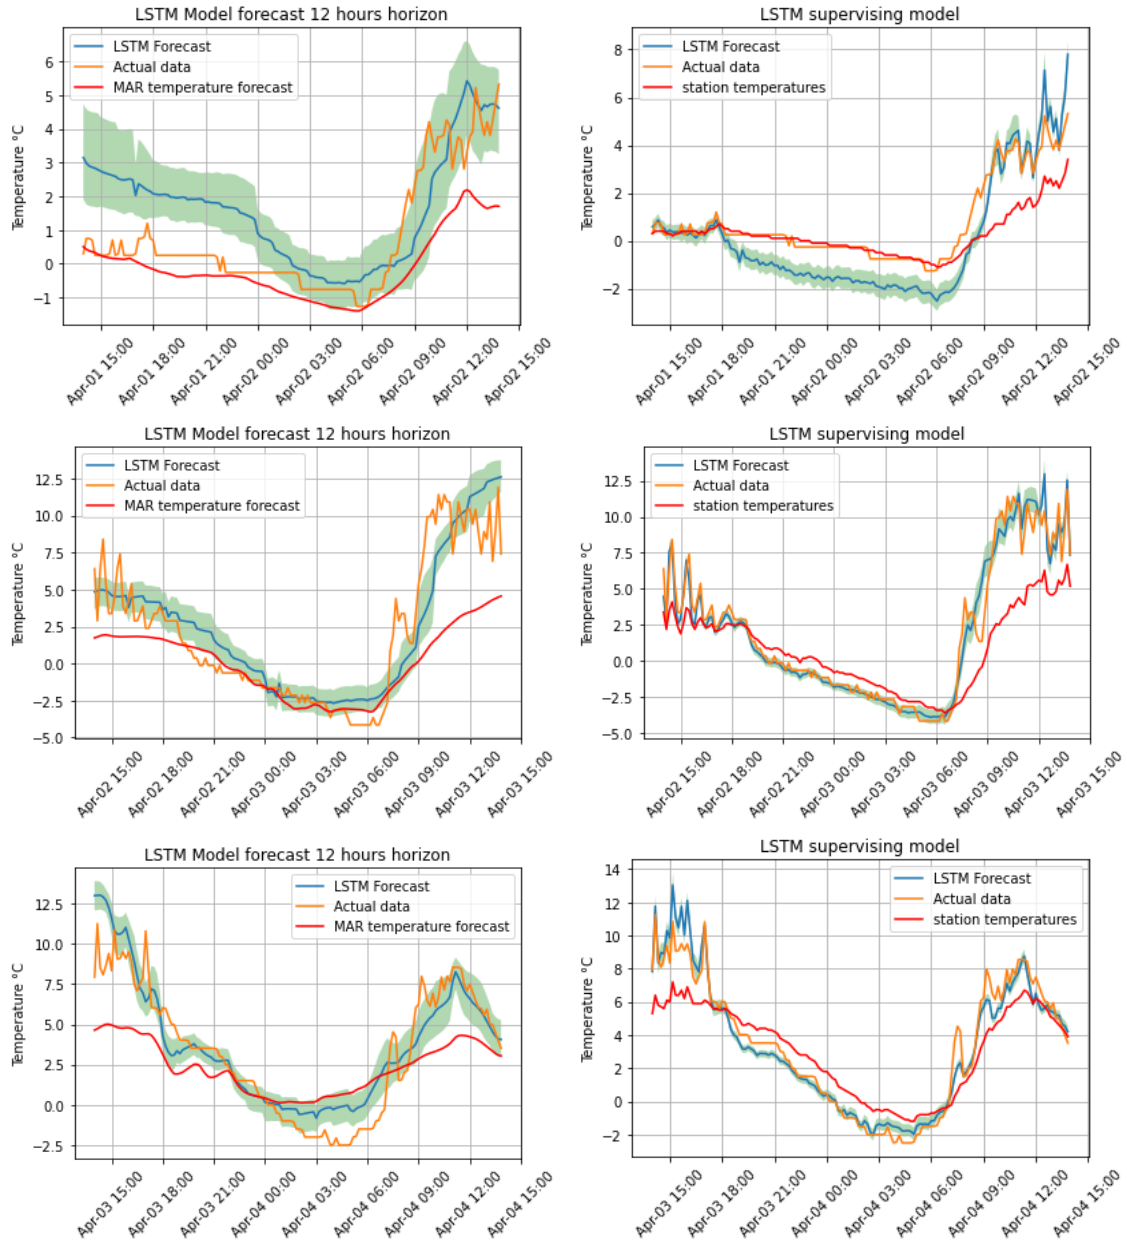 LSTM Model forecast 12 hours horizon
LSTM Forecast
Actual data
MAR temperature forecast
Temperature °C
6
5
4
3
2
1
0
−1
Apr-01 15:00
Apr-01 18:00
Apr-01 21:00
Apr-02 00:00
Apr-02 03:00
Apr-02 06:00
Apr-02 09:00
Apr-02 12:00
Apr-02 15:00
LSTM supervising model
LSTM Forecast
Actual data
station temperatures
Temperature °C
8
6
4
2
0
−2
Apr-01 15:00
Apr-01 18:00
Apr-01 21:00
Apr-02 00:00
Apr-02 03:00
Apr-02 06:00
Apr-02 09:00
Apr-02 12:00
Apr-02 15:00
LSTM Model forecast 12 hours horizon
LSTM Forecast
Actual data
MAR temperature forecast
Temperature °C
12.5
10.0
7.5
5.0
2.5
0.0
−2.5
−5.0
Apr-02 15:00
Apr-02 18:00
Apr-02 21:00
Apr-03 00:00
Apr-03 03:00
Apr-03 06:00
Apr-03 09:00
Apr-03 12:00
Apr-03 15:00
LSTM supervising model
LSTM Forecast
Actual data
station temperatures
Temperature °C
12.5
10.0
7.5
5.0
2.5
0.0
−2.5
−5.0
Apr-02 15:00
Apr-02 18:00
Apr-02 21:00
Apr-03 00:00
Apr-03 03:00
Apr-03 06:00
Apr-03 09:00
Apr-03 12:00
Apr-03 15:00
LSTM Model forecast 12 hours horizon
LSTM Forecast
Actual data
MAR temperature forecast
Temperature °C
12.5
10.0
7.5
5.0
2.5
0.0
−2.5
Apr-03 15:00
Apr-03 18:00
Apr-03 21:00
Apr-04 00:00
Apr-04 03:00
Apr-04 06:00
Apr-04 09:00
Apr-04 12:00
Apr-04 15:00
LSTM supervising model
LSTM Forecast
Actual data
station temperatures
Temperature °C
14
12
10
8
6
4
2
0
−2
Apr-03 15:00
Apr-03 18:00
Apr-03 21:00
Apr-04 00:00
Apr-04 03:00
Apr-04 06:00
Apr-04 09:00
Apr-04 12:00
Apr-04 15:00